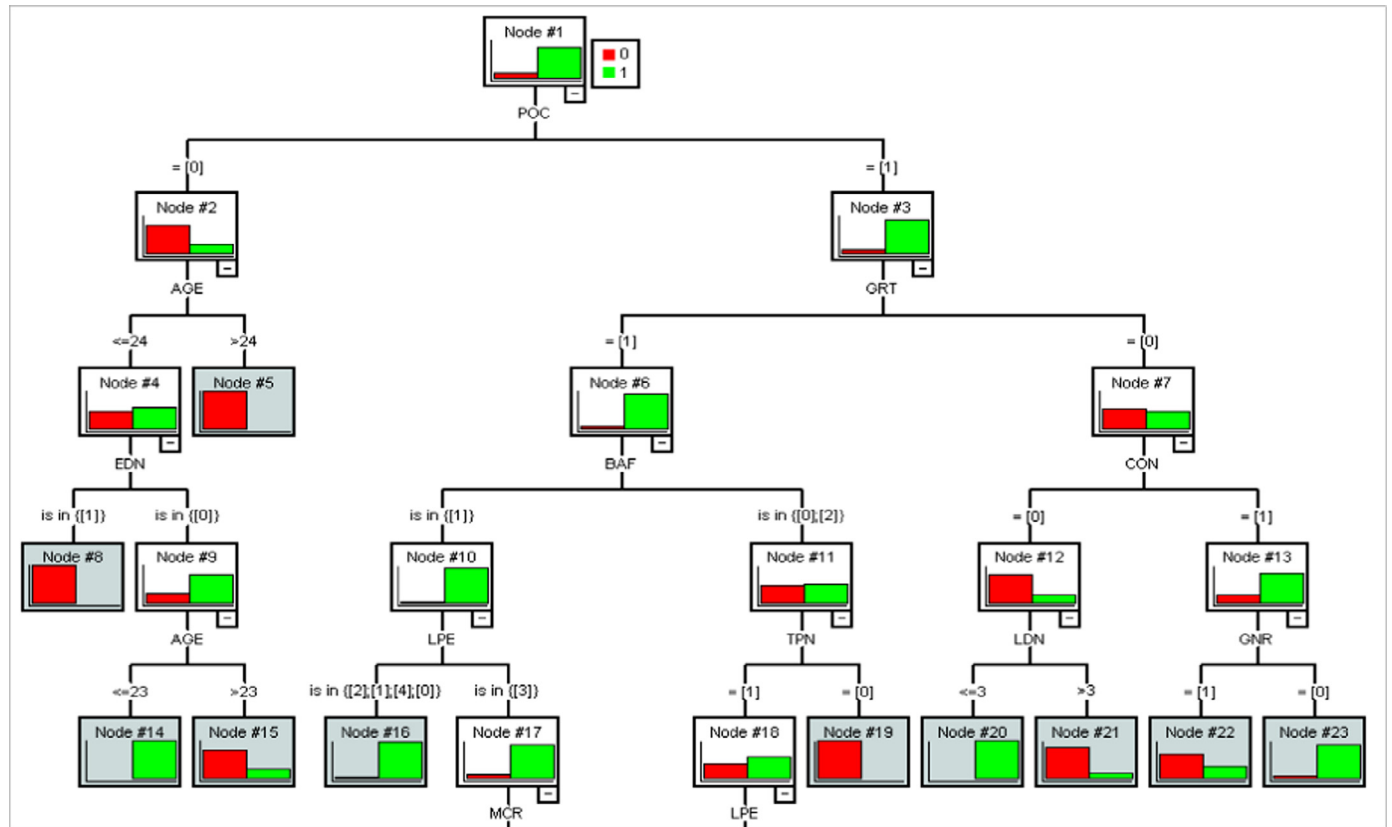 Node #1
0
1
POC
= [0]
= [1]
Node #2
Node #3
AGE
GRT
<=24
>24
= [1]
= [0]
Node #4
Node #5
Node #6
Node #7
EDN
BAF
CON
is in {[1]}
is in {[0]}
is in {[1]}
is in {[0];[2]}
= [0]
= [1]
Node #8
Node #9
Node #10
Node #11
Node #12
Node #13
AGE
LPE
TPN
LDN
GNR
<=23
>23
is in {[2];[1];[4];[0]}
is in {[3]}
= [1]
= [0]
<=3
>3
= [1]
= [0]
Node #14
Node #15
Node #16
Node #17
Node #18
Node #19
Node #20
Node #21
Node #22
Node #23
MCR
LPE